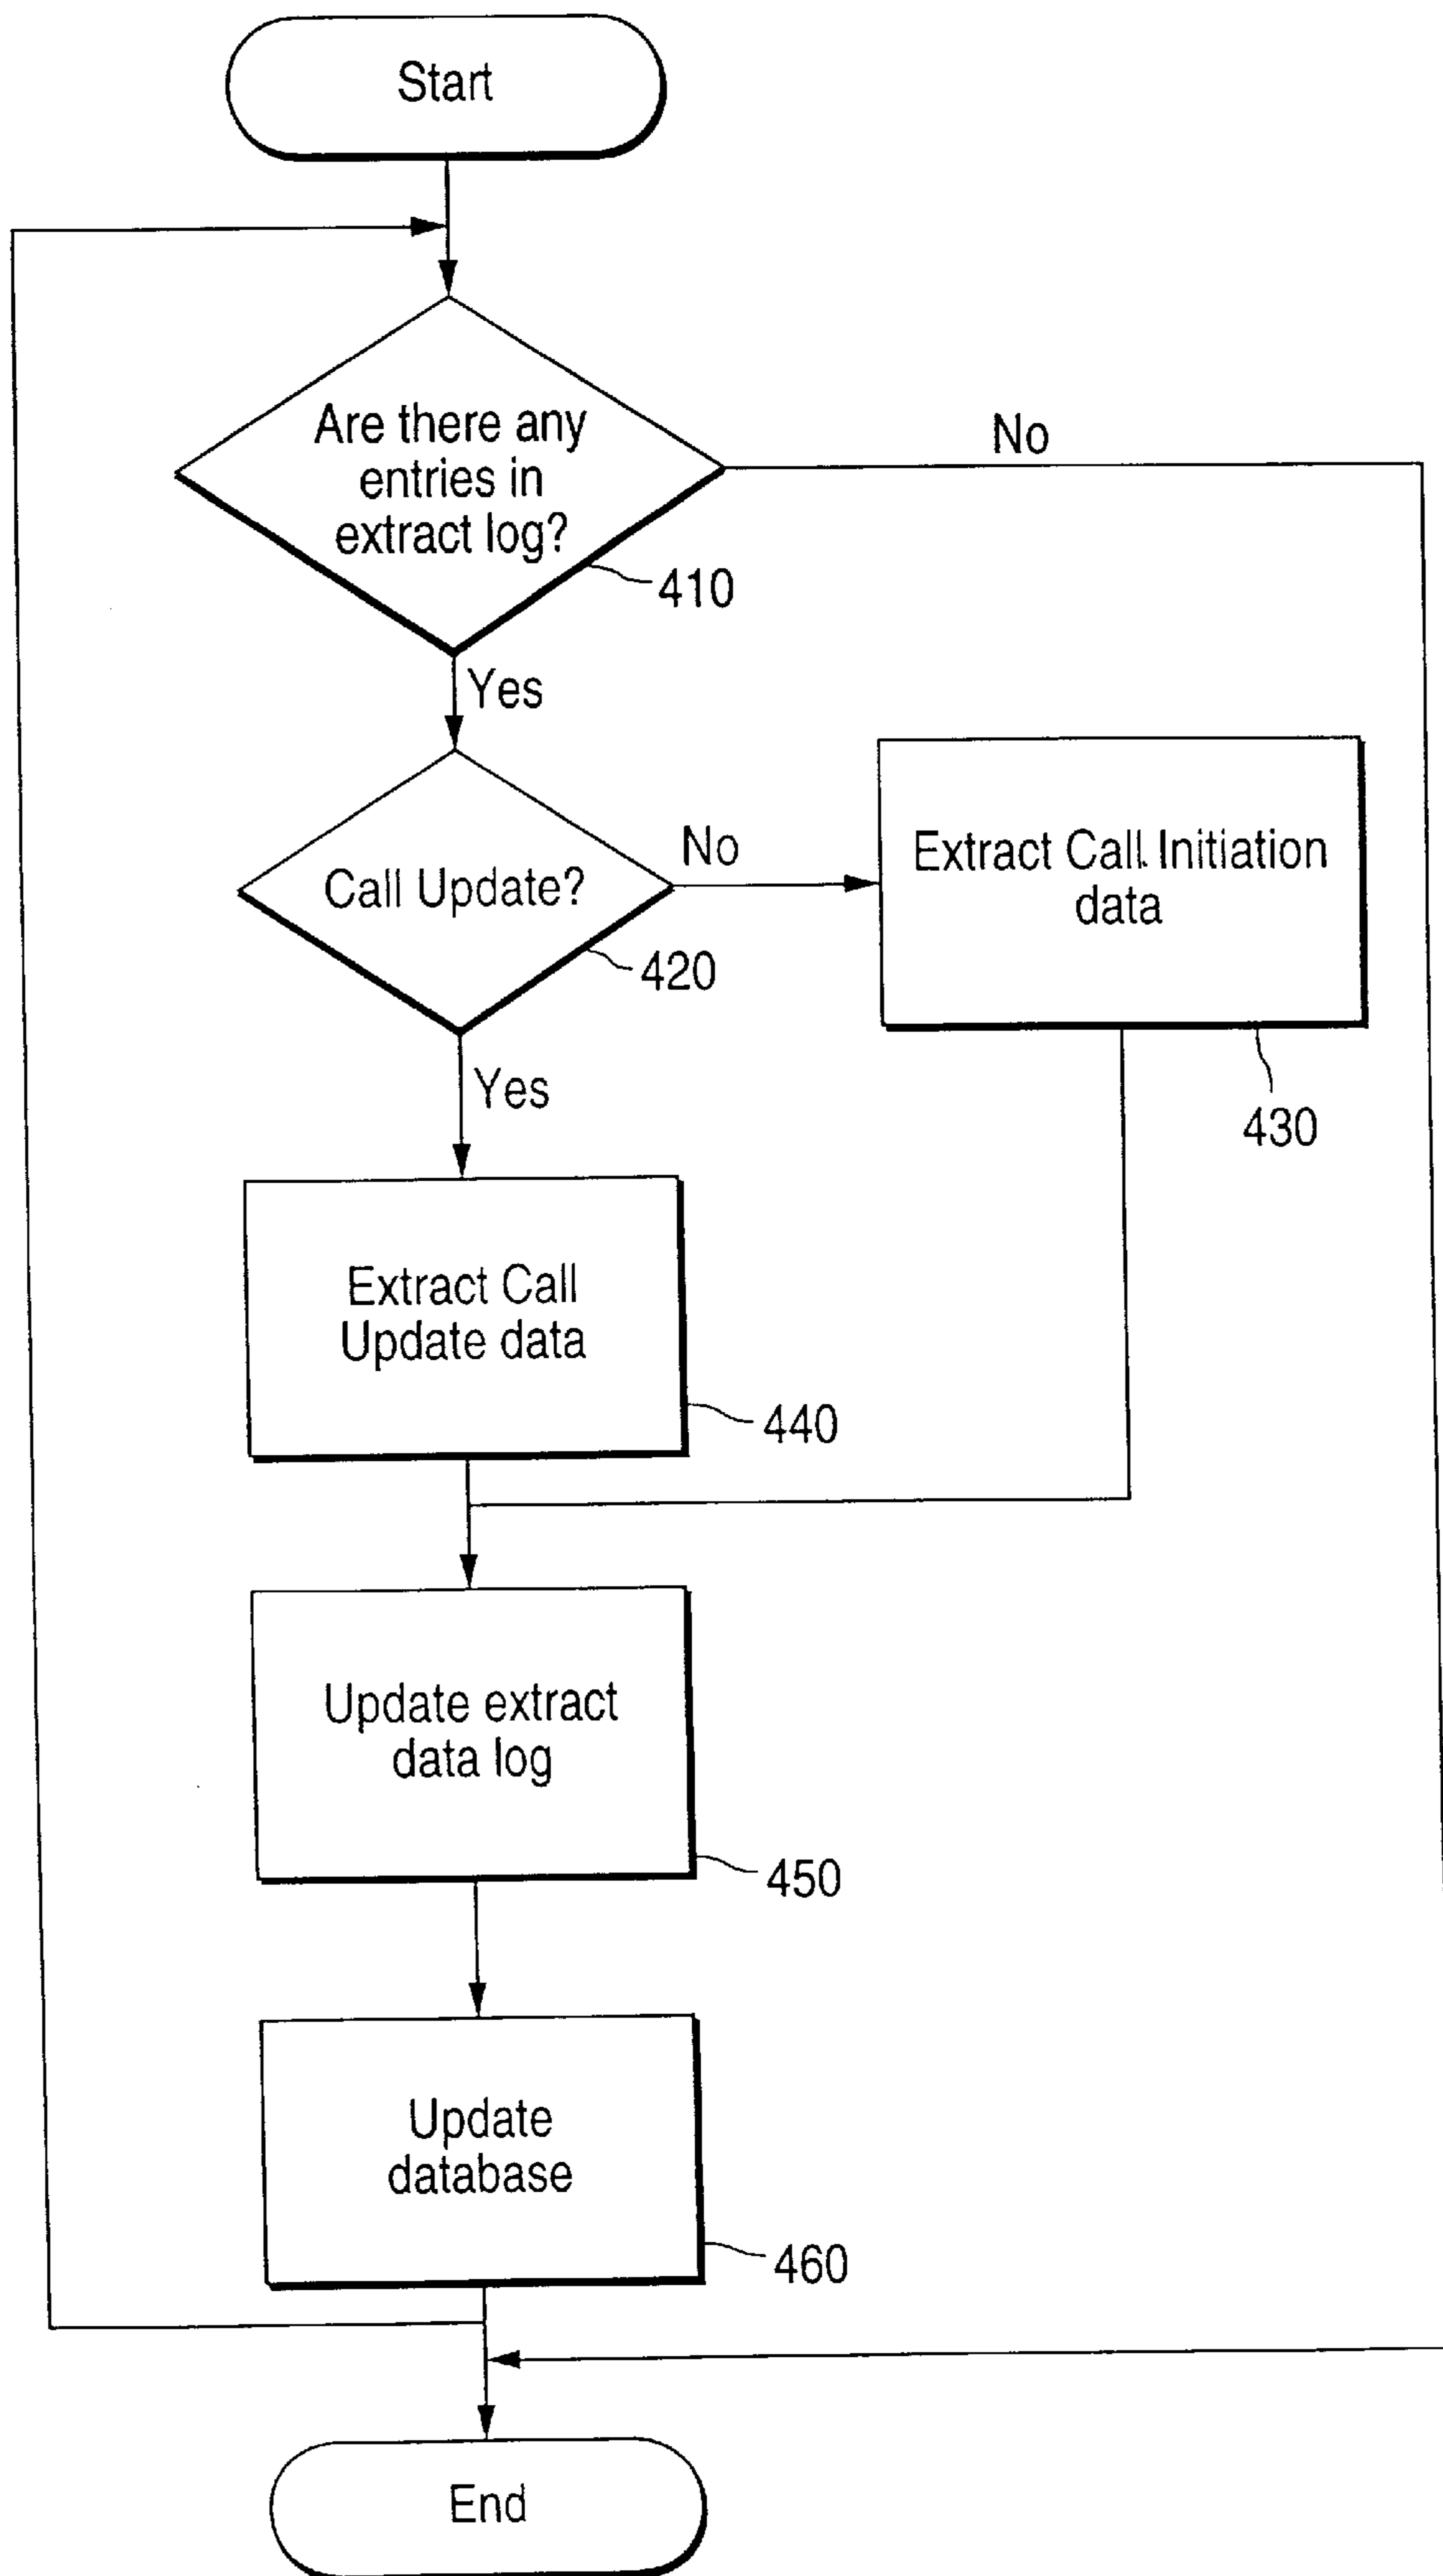 Start
Are there any
entries in
extract log?
No
410
Yes
Call Update?
No
420
Extract Call Initiation
data
430
Yes
Extract Call
Update data
440
Update extract
data log
450
Update
database
460
End